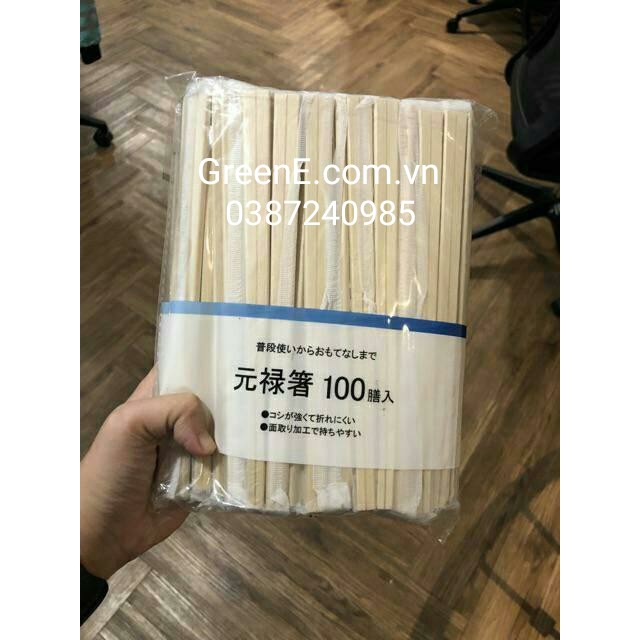 GreenE.com.vn
0387240985
普段使いからおもてなしまで
元禄箸 100膳入
●コシが強くて折れにくい
●面取り加工で持ちやすい